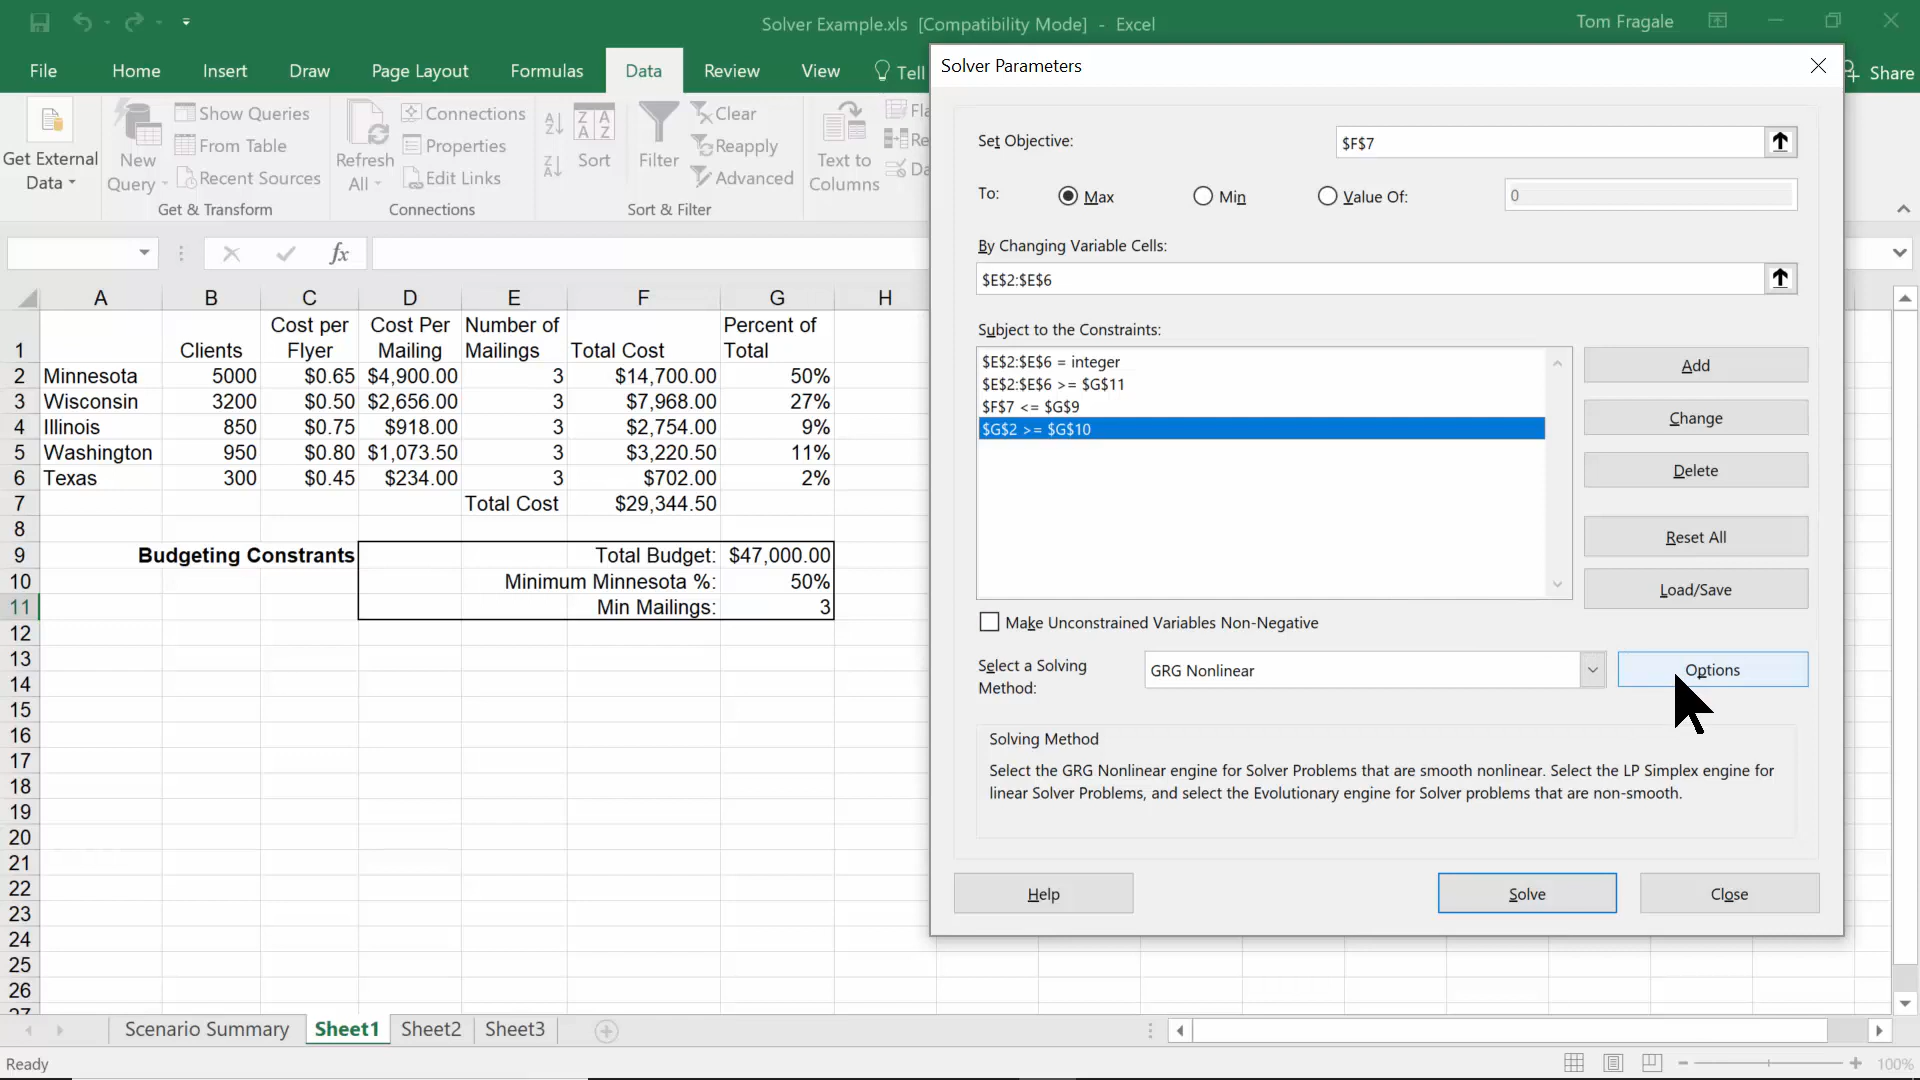 Solver Example.xls [Compatibility Mode] - Excel
Tom Fragale
File Home Insert Draw Page Layout Formulas Data Review View Tell
Share
Get External Data
New Query
Show Queries
From Table
Recent Sources
Get & Transform
Refresh All
Connections
Properties
Edit Links
Connections
Sort
Filter
Clear
Reapply
Advanced
Sort & Filter
Text to Columns
Fla
Re
Da
fx
A B C D E F G H
1 Clients Cost per Flyer Cost Per Mailing Number of Mailings Total Cost Percent of Total
2 Minnesota 5000 $0.65 $4,900.00 3 $14,700.00 50%
3 Wisconsin 3200 $0.50 $2,656.00 3 $7,968.00 27%
4 Illinois 850 $0.75 $918.00 3 $2,754.00 9%
5 Washington 950 $0.80 $1,073.50 3 $3,220.50 11%
6 Texas 300 $0.45 $234.00 3 $702.00 2%
7 Total Cost $29,344.50
8
9 Budgeting Constrants Total Budget: $47,000.00
10 Minimum Minnesota %: 50%
11 Min Mailings: 3
12
13
14
15
16
17
18
19
20
21
22
23
24
25
26
27
Scenario Summary Sheet1 Sheet2 Sheet3
Ready
100%
Solver Parameters
Set Objective: $F$7
To: Max Min Value Of: 0
By Changing Variable Cells:
$E$2:$E$6
Subject to the Constraints:
$E$2:$E$6 = integer
$E$2:$E$6 >= $G$11
$F$7 <= $G$9
$G$2 >= $G$10
Add
Change
Delete
Reset All
Load/Save
Make Unconstrained Variables Non-Negative
Select a Solving Method: GRG Nonlinear Options
Solving Method
Select the GRG Nonlinear engine for Solver Problems that are smooth nonlinear. Select the LP Simplex engine for
linear Solver Problems, and select the Evolutionary engine for Solver problems that are non-smooth.
Help Solve Close